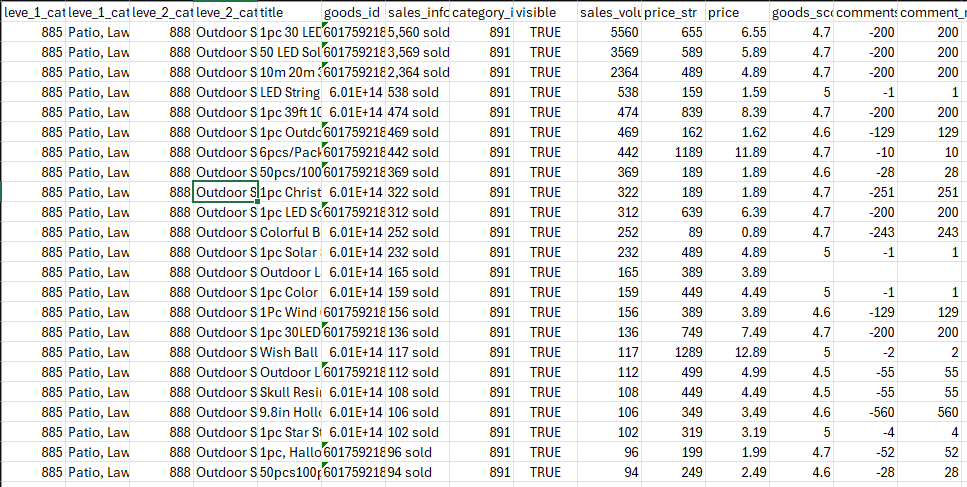 leve_1_cat leve_1_cat leve_2_cat leve_2_cat title goods_id sales_info category_i visible sales_volu price_str price goods_sco comments comment_n
885 Patio, Law 888 Outdoor S 1pc 30 LED 601759218 5,560 sold 891 TRUE 5560 655 6.55 4.7 -200 200
885 Patio, Law 888 Outdoor S 50 LED Sol 601759218 3,569 sold 891 TRUE 3569 589 5.89 4.7 -200 200
885 Patio, Law 888 Outdoor S 10m 20m 601759218 2,364 sold 891 TRUE 2364 489 4.89 4.7 -200 200
885 Patio, Law 888 Outdoor S LED String 6.01E+14 538 sold 891 TRUE 538 159 1.59 5 -1 1
885 Patio, Law 888 Outdoor S 1pc 39ft 10 6.01E+14 474 sold 891 TRUE 474 839 8.39 4.7 -200 200
885 Patio, Law 888 Outdoor S 1pc Outdo 601759218 469 sold 891 TRUE 469 162 1.62 4.6 -129 129
885 Patio, Law 888 Outdoor S 6pcs/Pack 601759218 442 sold 891 TRUE 442 1189 11.89 4.7 -10 10
885 Patio, Law 888 Outdoor S 50pcs/100 601759218 369 sold 891 TRUE 369 189 1.89 4.6 -28 28
885 Patio, Law 888 Outdoor S 1pc Christ 6.01E+14 322 sold 891 TRUE 322 189 1.89 4.7 -251 251
885 Patio, Law 888 Outdoor S 1pc LED So 601759218 312 sold 891 TRUE 312 639 6.39 4.7 -200 200
885 Patio, Law 888 Outdoor S Colorful B 6.01E+14 252 sold 891 TRUE 252 89 0.89 4.7 -243 243
885 Patio, Law 888 Outdoor S 1pc Solar 6.01E+14 232 sold 891 TRUE 232 489 4.89 5 -1 1
885 Patio, Law 888 Outdoor S Outdoor L 6.01E+14 165 sold 891 TRUE 165 389 3.89
885 Patio, Law 888 Outdoor S 1pc Color 6.01E+14 159 sold 891 TRUE 159 449 4.49 5 -1 1
885 Patio, Law 888 Outdoor S 1Pc Wind 601759218 156 sold 891 TRUE 156 389 3.89 4.6 -129 129
885 Patio, Law 888 Outdoor S 1pc 30LED 601759218 136 sold 891 TRUE 136 749 7.49 4.7 -200 200
885 Patio, Law 888 Outdoor S Wish Ball 6.01E+14 117 sold 891 TRUE 117 1289 12.89 5 -2 2
885 Patio, Law 888 Outdoor S Outdoor L 601759218 112 sold 891 TRUE 112 499 4.99 4.5 -55 55
885 Patio, Law 888 Outdoor S Skull Resi 6.01E+14 108 sold 891 TRUE 108 449 4.49 4.5 -55 55
885 Patio, Law 888 Outdoor S 9.8in Hollo 6.01E+14 106 sold 891 TRUE 106 349 3.49 4.6 -560 560
885 Patio, Law 888 Outdoor S 1pc Star St 6.01E+14 102 sold 891 TRUE 102 319 3.19 5 -4 4
885 Patio, Law 888 Outdoor S 1pc, Hallo 601759218 96 sold 891 TRUE 96 199 1.99 4.7 -52 52
885 Patio, Law 888 Outdoor S 50pcs100p 601759218 94 sold 891 TRUE 94 249 2.49 4.6 -28 28